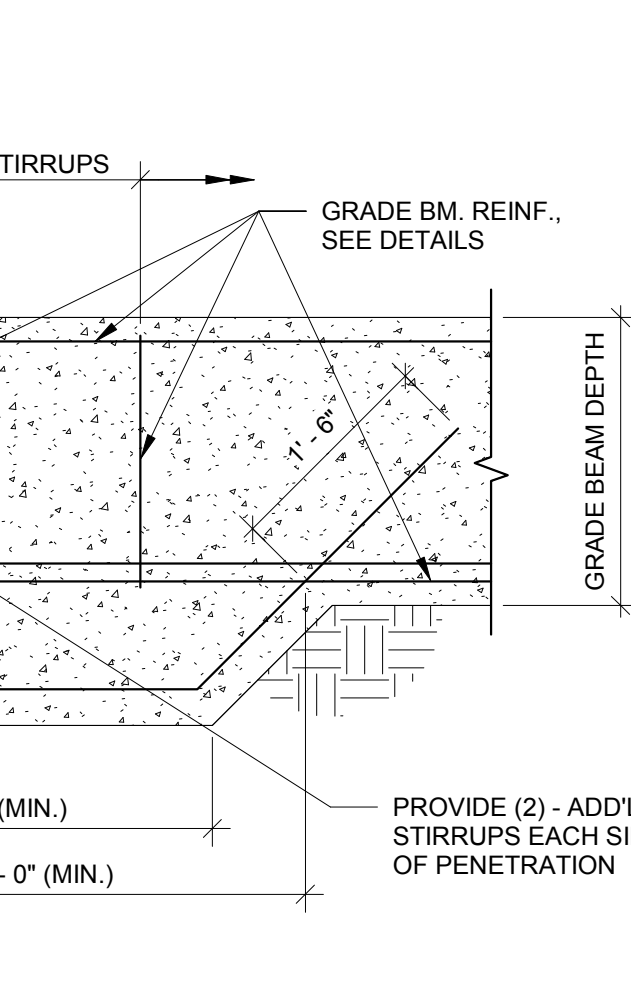 TIRRUPS
GRADE BM. REINF.,
SEE DETAILS
1' - 6"
GRADE BEAM DEPTH
(MIN.)
- 0" (MIN.)
PROVIDE (2) - ADD'L
STIRRUPS EACH SI
OF PENETRATION